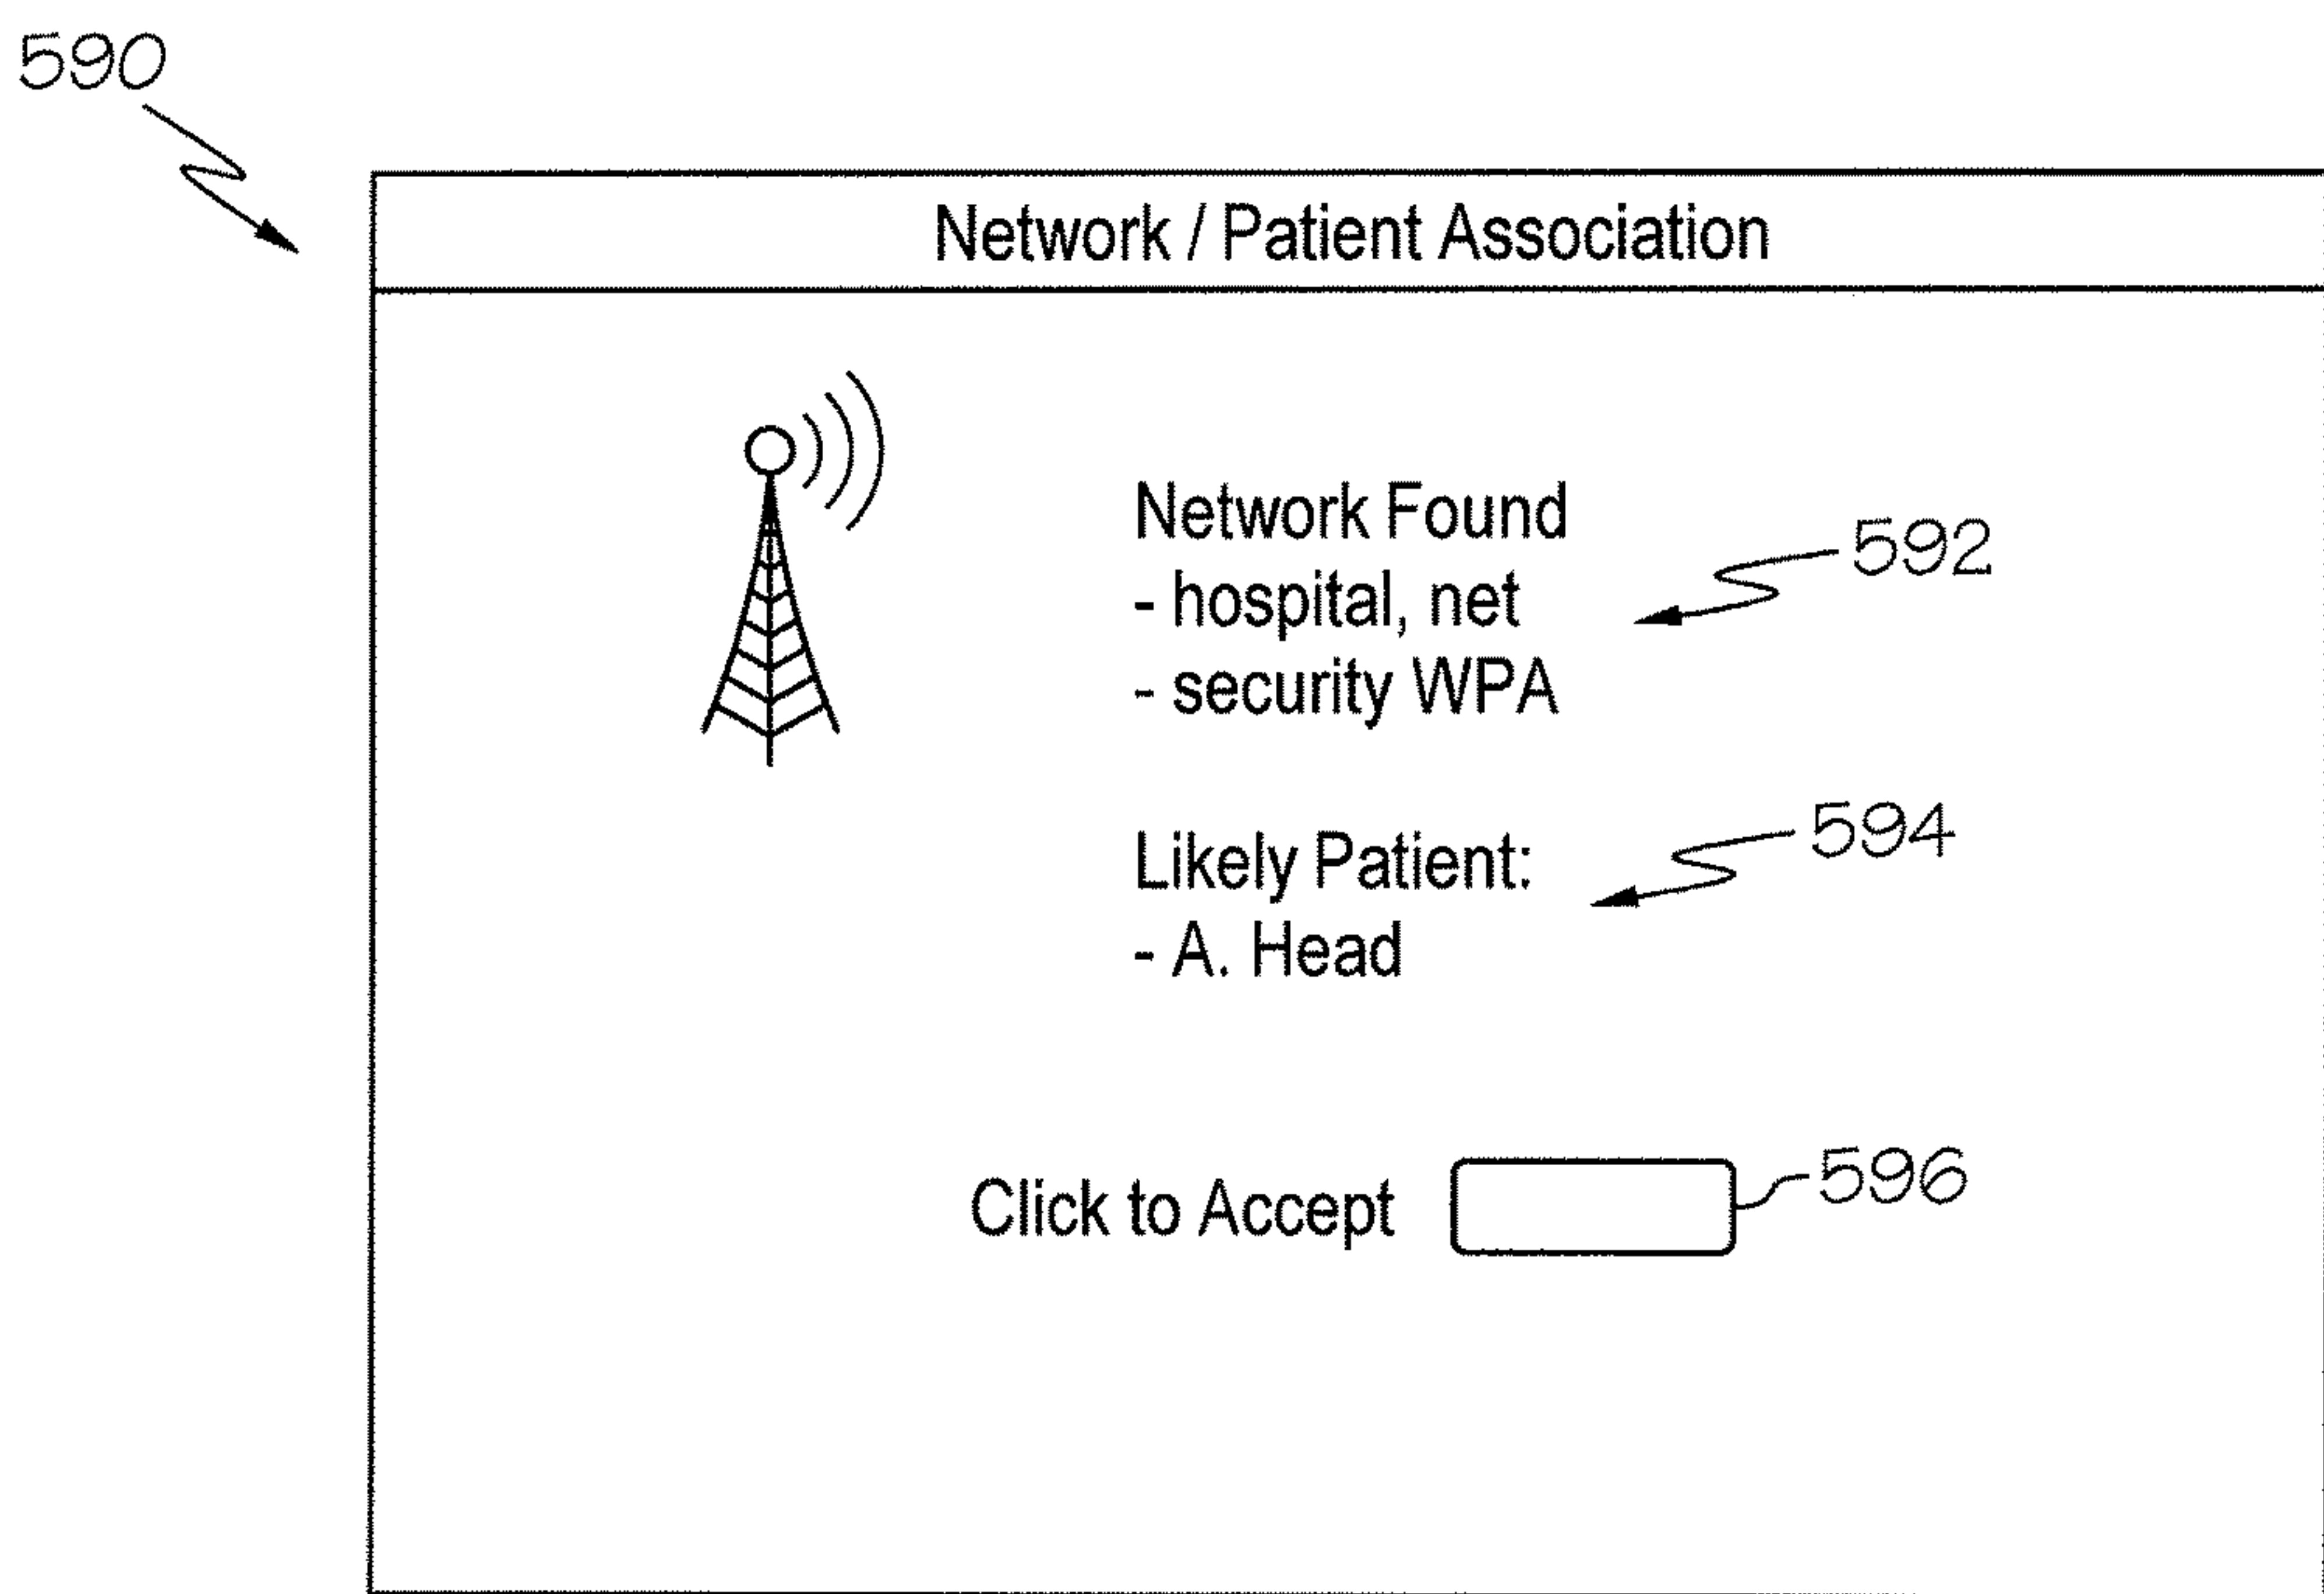 590
Network / Patient Association
Network Found
- hospital, net
592
- security WPA
Likely Patient:
594
- A. Head
Click to Accept
596